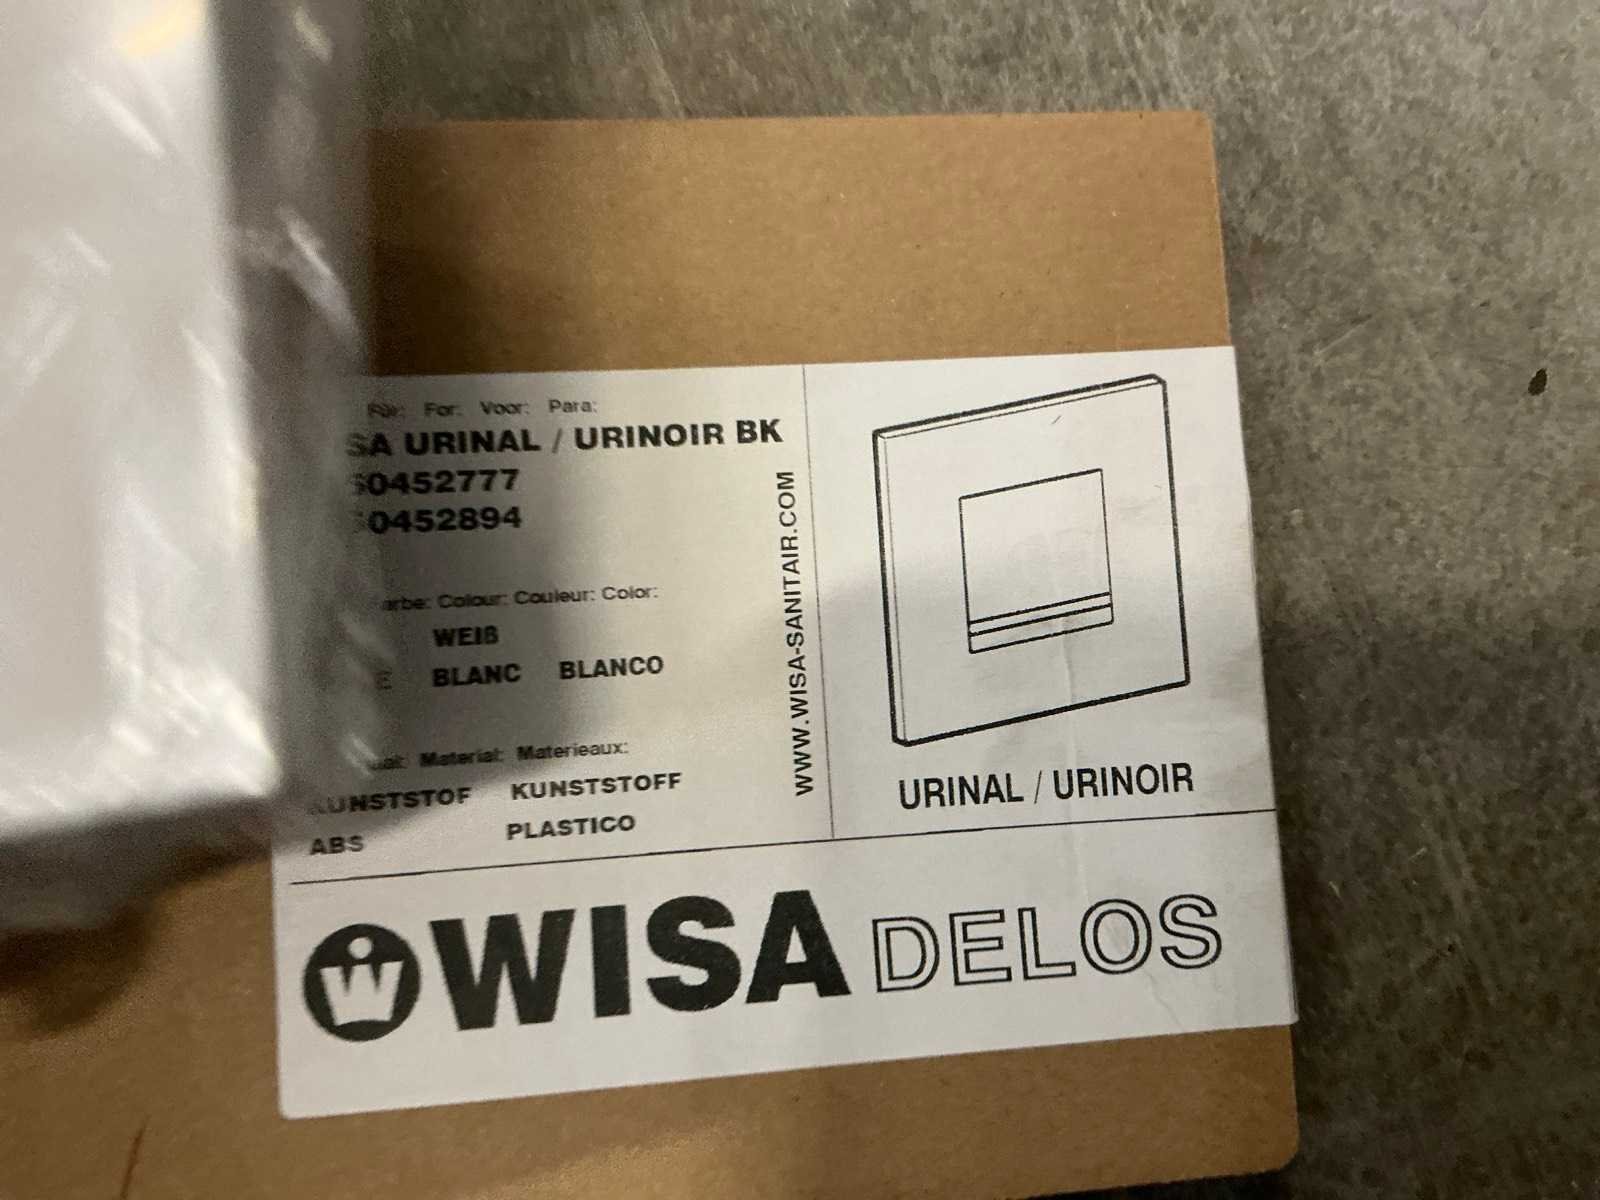 Für: For: Voor: Para:
SA URINAL / URINOIR BK
0452777
0452894
Colour: Couleur: Color:
WEIß
BLANC BLANCO
Material: Materieaux:
KUNSTSTOF KUNSTSTOFF
ABS PLASTICO
WWW.WISA-SANITAIR.COM
URINAL / URINOIR
W WISA DELOS